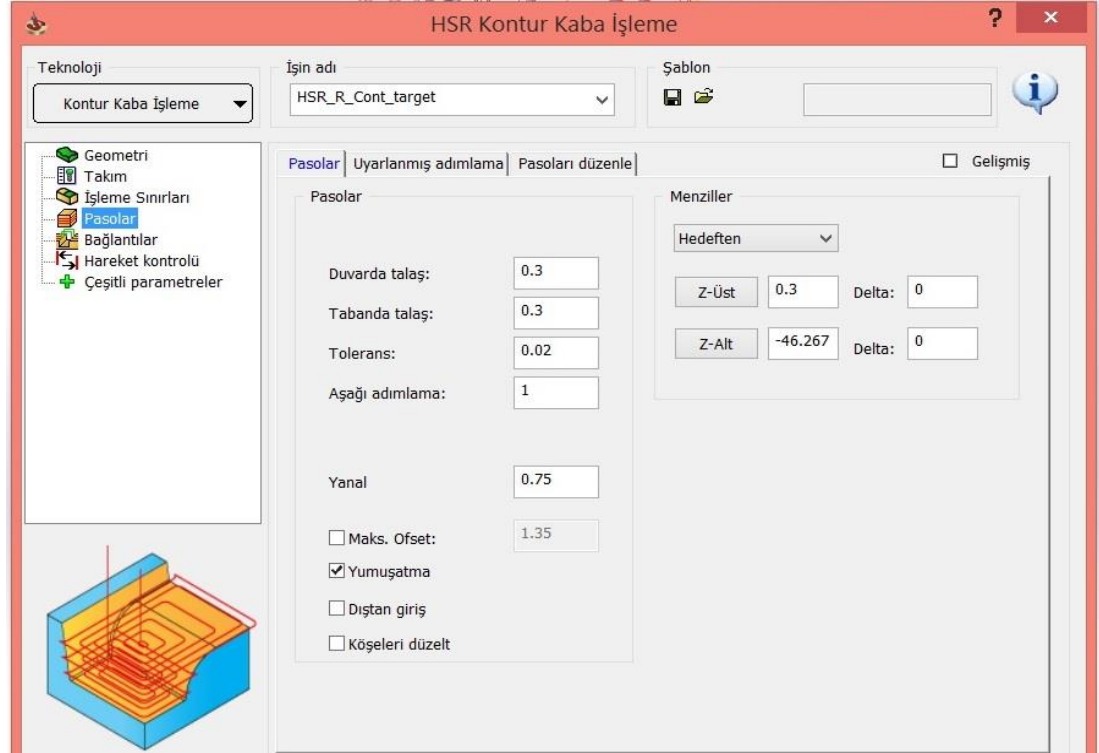 HSR Kontur Kaba İşleme
?
Teknoloji
Kontur Kaba İşleme
İşin adı
HSR_R_Cont_target
Şablon
Geometri
Takım
İşleme Sınırları
Pasolar
Bağlantılar
Hareket kontrolü
Çeşitli parametreler
Pasolar Uyarlanmış adımlama Pasoları düzenle
Gelişmiş
Pasolar
Duvarda talaş: 0.3
Tabanda talaş: 0.3
Tolerans: 0.02
Aşağı adımlama: 1
Yanal 0.75
Maks. Ofset: 1.35
Yumuşatma
Dıştan giriş
Köşeleri düzelt
Menziller
Hedeften
Z-Üst 0.3 Delta: 0
Z-Alt -46.267 Delta: 0